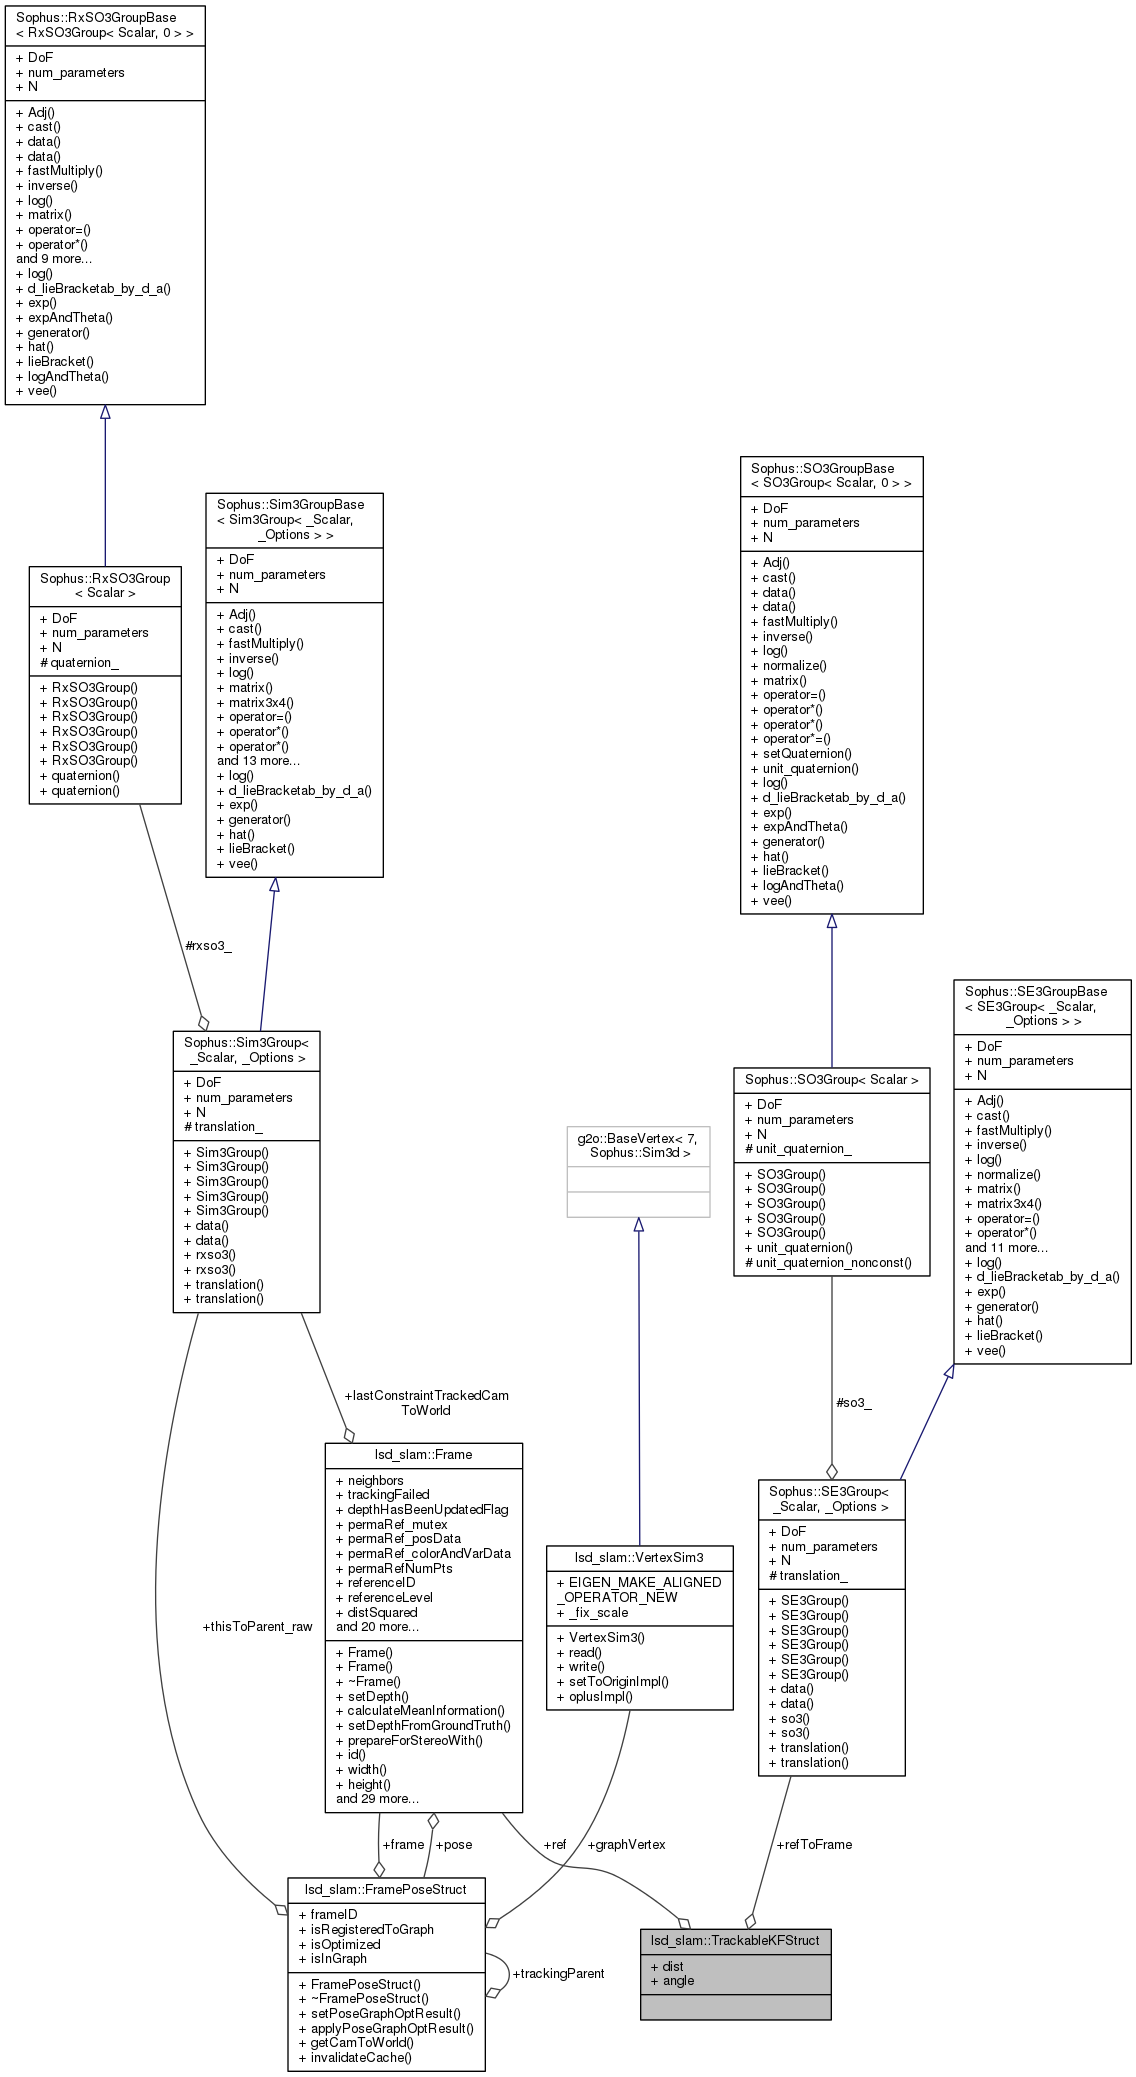 Sophus::RxSO3GroupBase
< RxSO3Group< Scalar, 0 > >
+ DoF
+ num_parameters
+ N
+ Adj()
+ cast()
+ data()
+ data()
+ fastMultiply()
+ inverse()
+ log()
+ matrix()
+ operator=()
+ operator*()
and 9 more...
+ log()
+ d_lieBracketab_by_d_a()
+ exp()
+ expAndTheta()
+ generator()
+ hat()
+ lieBracket()
+ logAndTheta()
+ vee()
Sophus::RxSO3Group
< Scalar >
+ DoF
+ num_parameters
+ N
# quaternion_
+ RxSO3Group()
+ RxSO3Group()
+ RxSO3Group()
+ RxSO3Group()
+ RxSO3Group()
+ RxSO3Group()
+ quaternion()
+ quaternion()
Sophus::Sim3GroupBase
< Sim3Group< _Scalar,
_Options > >
+ DoF
+ num_parameters
+ N
+ Adj()
+ cast()
+ fastMultiply()
+ inverse()
+ log()
+ matrix()
+ matrix3x4()
+ operator=()
+ operator*()
+ operator*()
and 13 more...
+ log()
+ d_lieBracketab_by_d_a()
+ exp()
+ generator()
+ hat()
+ lieBracket()
+ vee()
Sophus::SO3GroupBase
< SO3Group< Scalar, 0 > >
+ DoF
+ num_parameters
+ N
+ Adj()
+ cast()
+ data()
+ data()
+ fastMultiply()
+ inverse()
+ log()
+ normalize()
+ matrix()
+ operator=()
+ operator*()
+ operator*()
+ operator*=()
+ setQuaternion()
+ unit_quaternion()
+ log()
+ d_lieBracketab_by_d_a()
+ exp()
+ expAndTheta()
+ generator()
+ hat()
+ lieBracket()
+ logAndTheta()
+ vee()
#rxso3_
Sophus::Sim3Group<
_Scalar, _Options >
+ DoF
+ num_parameters
+ N
# translation_
+ Sim3Group()
+ Sim3Group()
+ Sim3Group()
+ Sim3Group()
+ Sim3Group()
+ data()
+ data()
+ rxso3()
+ rxso3()
+ translation()
+ translation()
g2o::BaseVertex< 7,
Sophus::Sim3d >
Sophus::SO3Group< Scalar >
+ DoF
+ num_parameters
+ N
# unit_quaternion_
+ SO3Group()
+ SO3Group()
+ SO3Group()
+ SO3Group()
+ SO3Group()
+ unit_quaternion()
# unit_quaternion_nonconst()
Sophus::SE3GroupBase
< SE3Group< _Scalar,
_Options > >
+ DoF
+ num_parameters
+ N
+ Adj()
+ cast()
+ fastMultiply()
+ inverse()
+ log()
+ normalize()
+ matrix()
+ matrix3x4()
+ operator=()
+ operator*()
and 11 more...
+ log()
+ d_lieBracketab_by_d_a()
+ exp()
+ generator()
+ hat()
+ lieBracket()
+ vee()
+lastConstraintTrackedCam
ToWorld
#so3_
lsd_slam::Frame
+ neighbors
+ trackingFailed
+ depthHasBeenUpdatedFlag
+ permaRef_mutex
+ permaRef_posData
+ permaRef_colorAndVarData
+ permaRefNumPts
+ referenceID
+ referenceLevel
+ distSquared
and 20 more...
+ Frame()
+ Frame()
+ ~Frame()
+ setDepth()
+ calculateMeanInformation()
+ setDepthFromGroundTruth()
+ prepareForStereoWith()
+ id()
+ width()
+ height()
and 29 more...
+thisToParent_raw
lsd_slam::VertexSim3
+ EIGEN_MAKE_ALIGNED
_OPERATOR_NEW
+ _fix_scale
+ VertexSim3()
+ read()
+ write()
+ setToOriginImpl()
+ oplusImpl()
Sophus::SE3Group<
_Scalar, _Options >
+ DoF
+ num_parameters
+ N
# translation_
+ SE3Group()
+ SE3Group()
+ SE3Group()
+ SE3Group()
+ SE3Group()
+ SE3Group()
+ data()
+ data()
+ so3()
+ so3()
+ translation()
+ translation()
+frame
+pose
+ref
+graphVertex
+refToFrame
lsd_slam::FramePoseStruct
+ frameID
+ isRegisteredToGraph
+ isOptimized
+ isInGraph
+ FramePoseStruct()
+ ~FramePoseStruct()
+ setPoseGraphOptResult()
+ applyPoseGraphOptResult()
+ getCamToWorld()
+ invalidateCache()
+trackingParent
lsd_slam::TrackableKFStruct
+ dist
+ angle